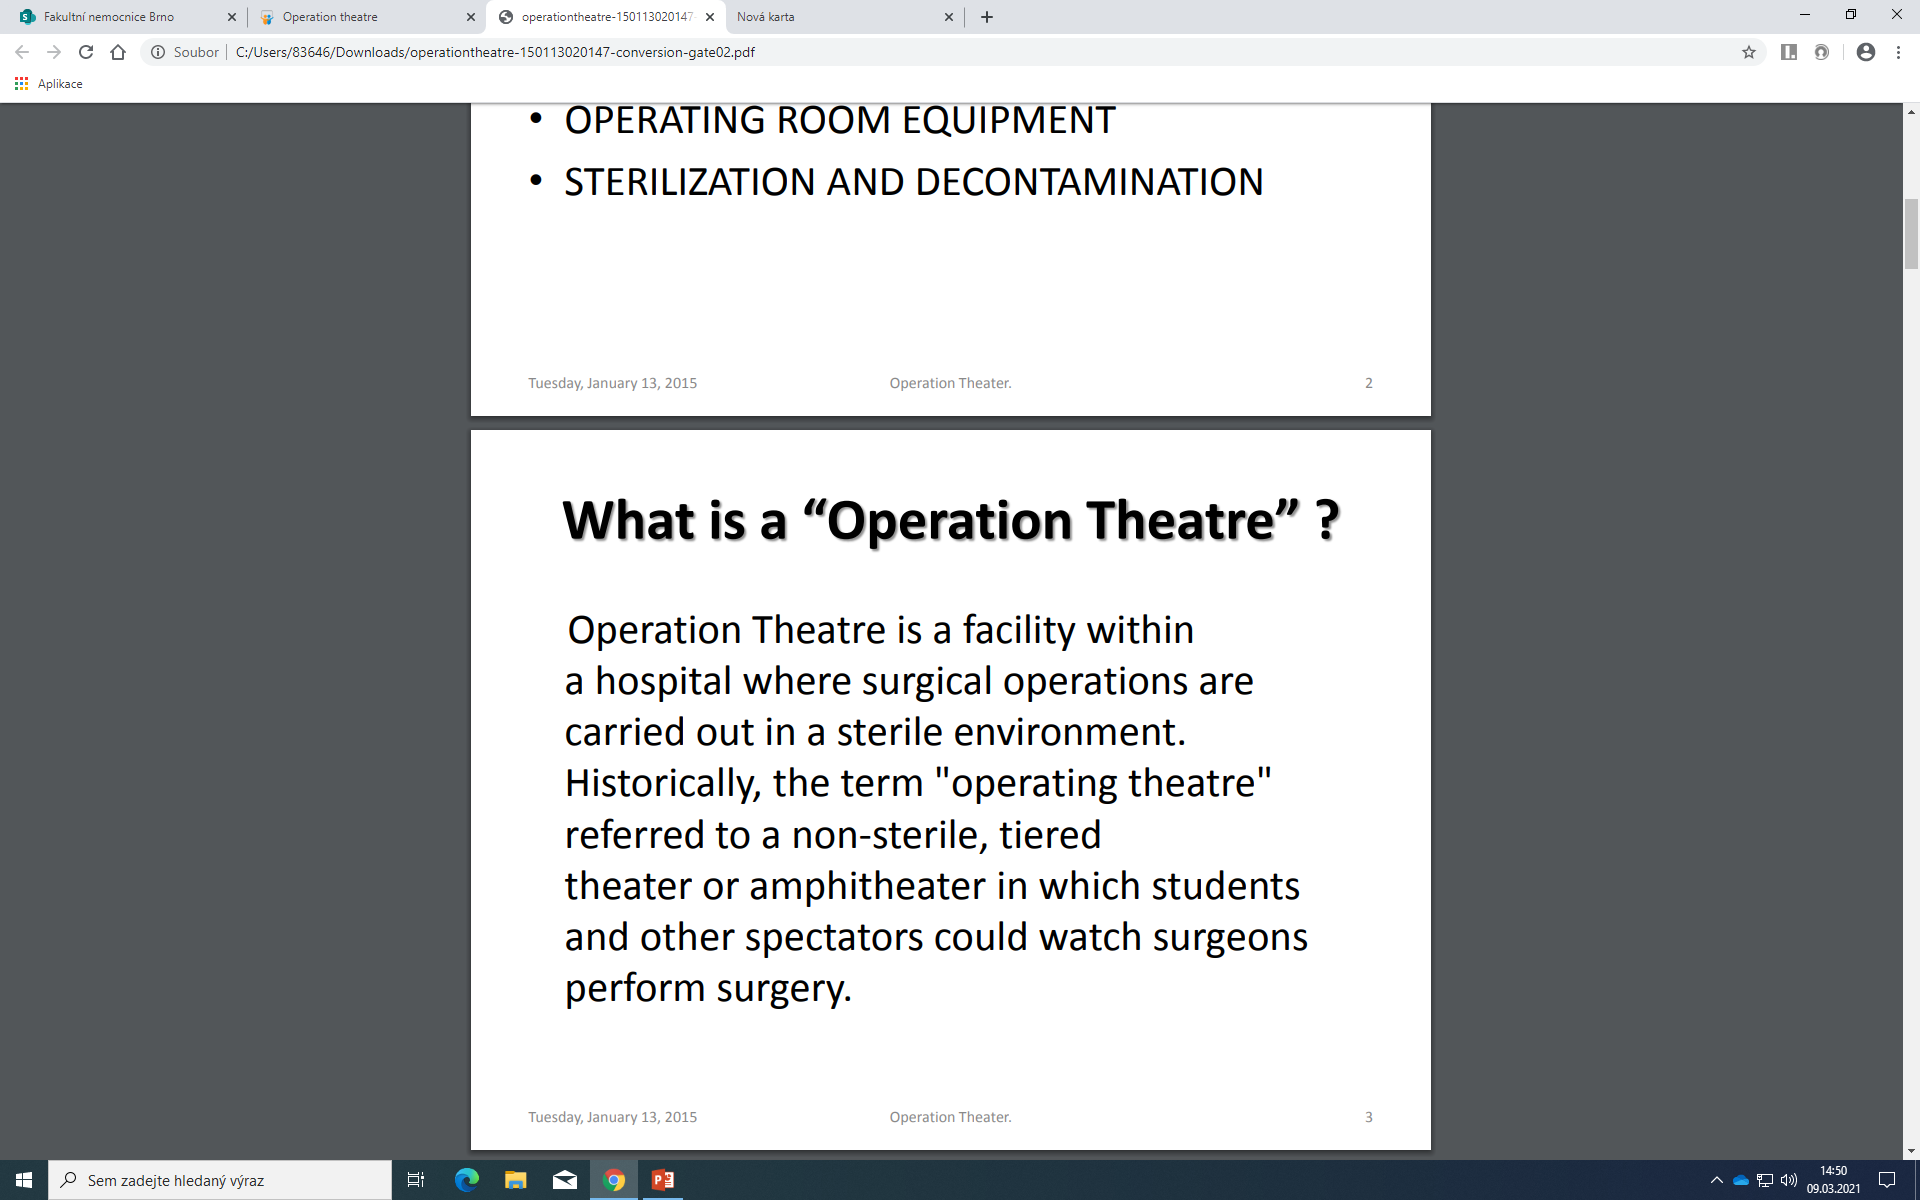 Fakultní nemocnice Brno
Operation theatre
operationtheatre-150113020147
Nová karta
Soubor
C:/Users/83646/Downloads/operationtheatre-150113020147-conversion-gate02.pdf
Aplikace
• OPERATING ROOM EQUIPMENT
• STERILIZATION AND DECONTAMINATION
Tuesday, January 13, 2015 Operation Theater. 2
What is a “Operation Theatre” ?
Operation Theatre is a facility within
a hospital where surgical operations are
carried out in a sterile environment.
Historically, the term "operating theatre"
referred to a non-sterile, tiered
theater or amphitheater in which students
and other spectators could watch surgeons
perform surgery.
Tuesday, January 13, 2015 Operation Theater. 3
Sem zadejte hledaný výraz
14:50
09.03.2021